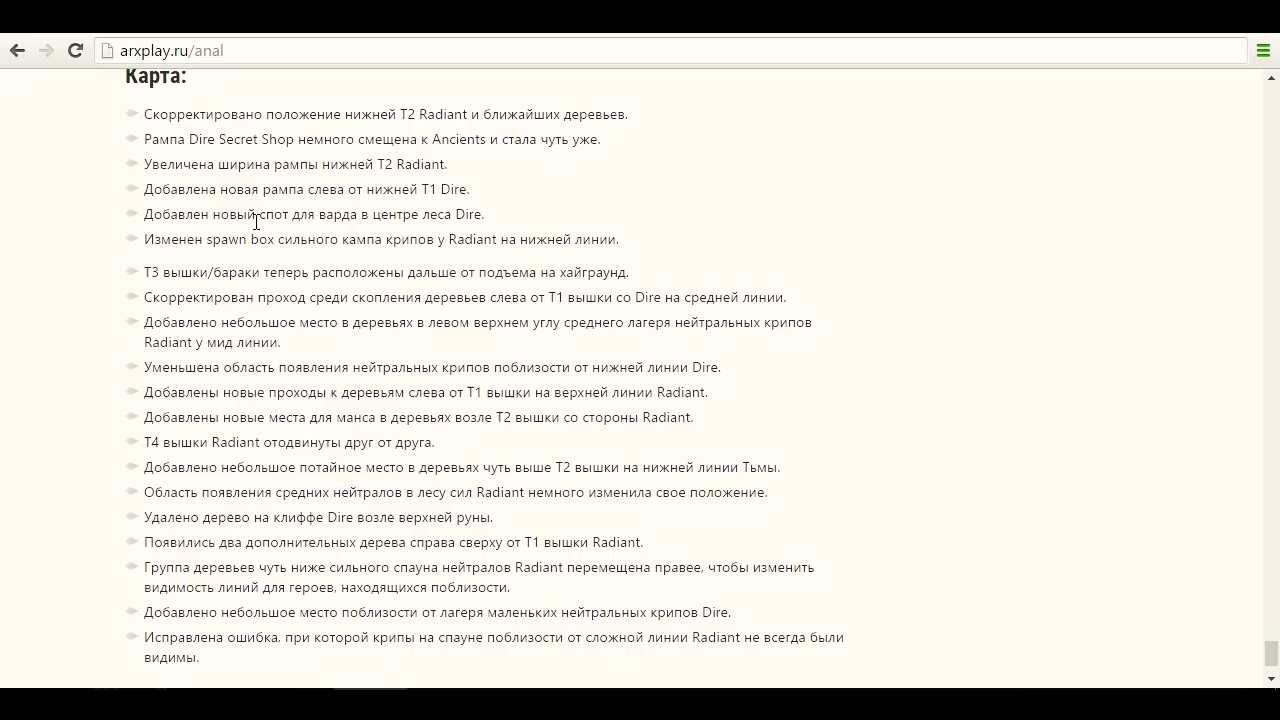 arxplay.ru/anal
Карта:
Скорректировано положение нижней Т2 Radiant и ближайших деревьев.
Рампа Dire Secret Shop немного смещена к Ancients и стала чуть уже.
Увеличена ширина рампы нижней Т2 Radiant.
Добавлена новая рампа слева от нижней Т1 Dire.
Добавлен новый спот для варда в центре леса Dire.
Изменен spawn box сильного кампа крипов у Radiant на нижней линии.
Т3 вышки/бараки теперь расположены дальше от подъема на хайграунд.
Скорректирован проход среди скопления деревьев слева от Т1 вышки со Dire на средней линии.
Добавлено небольшое место в деревьях в левом верхнем углу среднего лагеря нейтральных крипов
Radiant у мид линии.
Уменьшена область появления нейтральных крипов поблизости от нижней линии Dire.
Добавлены новые проходы к деревьям слева от Т1 вышки на верхней линии Radiant.
Добавлены новые места для манса в деревьях возле Т2 вышки со стороны Radiant.
Т4 вышки Radiant отодвинуты друг от друга.
Добавлено небольшое потайное место в деревьях чуть выше Т2 вышки на нижней линии Тьмы.
Область появления средних нейтралов в лесу сил Radiant немного изменила свое положение.
Удалено дерево на клиффе Dire возле верхней руны.
Появились два дополнительных дерева справа сверху от Т1 вышки Radiant.
Группа деревьев чуть ниже сильного спауна нейтралов Radiant перемещена правее, чтобы изменить
видимость линий для героев, находящихся поблизости.
Добавлено небольшое место поблизости от лагеря маленьких нейтральных крипов Dire.
Исправлена ошибка, при которой крипы на спауне поблизости от сложной линии Radiant не всегда были
видимы.